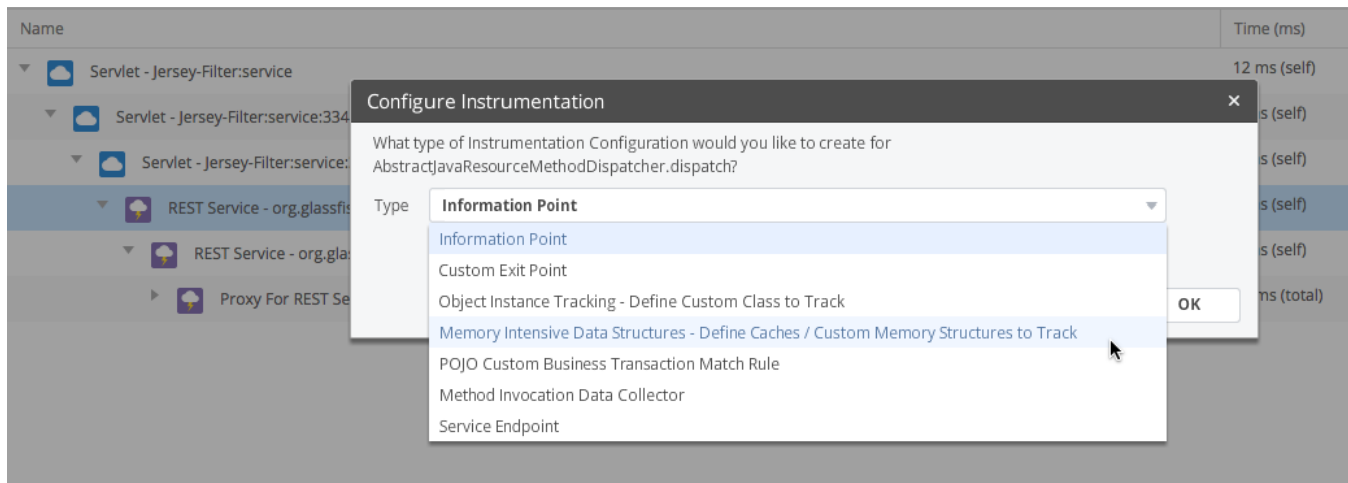 Name Time (ms)
Servlet - Jersey-Filter:service 12 ms (self)
Configure Instrumentation
Servlet - Jersey-Filter:service:334 (self)
What type of Instrumentation Configuration would you like to create for
Servlet - Jersey-Filter:service: (self)
AbstractJavaResourceMethodDispatcher.dispatch?
REST Service - org.glassfis Type Information Point (self)
Information Point
REST Service - org.gla (self)
Custom Exit Point
Proxy For REST Se Object Instance Tracking - Define Custom Class to Track OK ms (total)
Memory Intensive Data Structures - Define Caches / Custom Memory Structures to Track
POJO Custom Business Transaction Match Rule
Method Invocation Data Collector
Service Endpoint